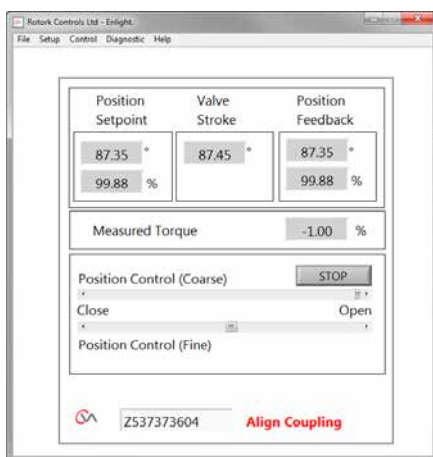 Rotork Controls Ltd - Enlight.
File Setup Control Diagnostic Help
Position Setpoint Valve Stroke Position Feedback
87.35 ° 87.45 ° 87.35 °
99.88 % 99.88 %
Measured Torque -1.00 %
Position Control (Coarse) STOP
Close Open
Position Control (Fine)
ZS37373604 Align Coupling